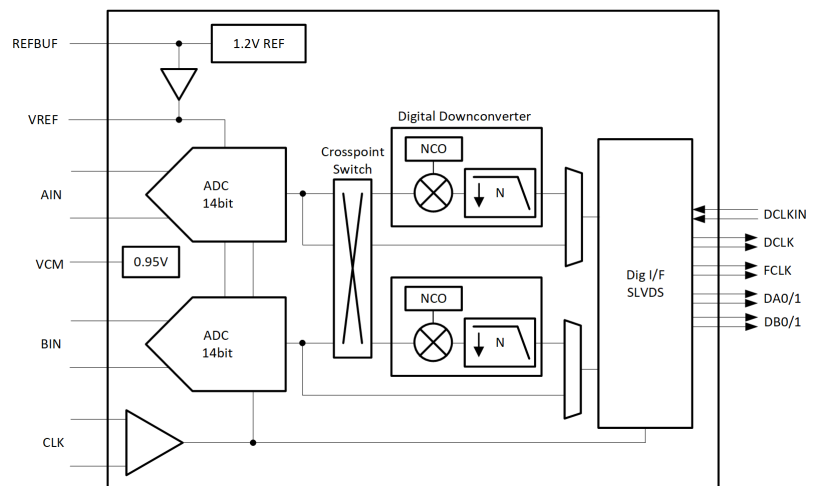 REFBUF
1.2V REF
VREF
Digital Downconverter
NCO
Crosspoint
Switch
ADC
14bit
N
AIN
DCLKIN
DCLK
VCM
0.95V
FCLK
Dig I/F
SLVDS
NCO
DA0/1
DB0/1
ADC
14bit
N
BIN
CLK